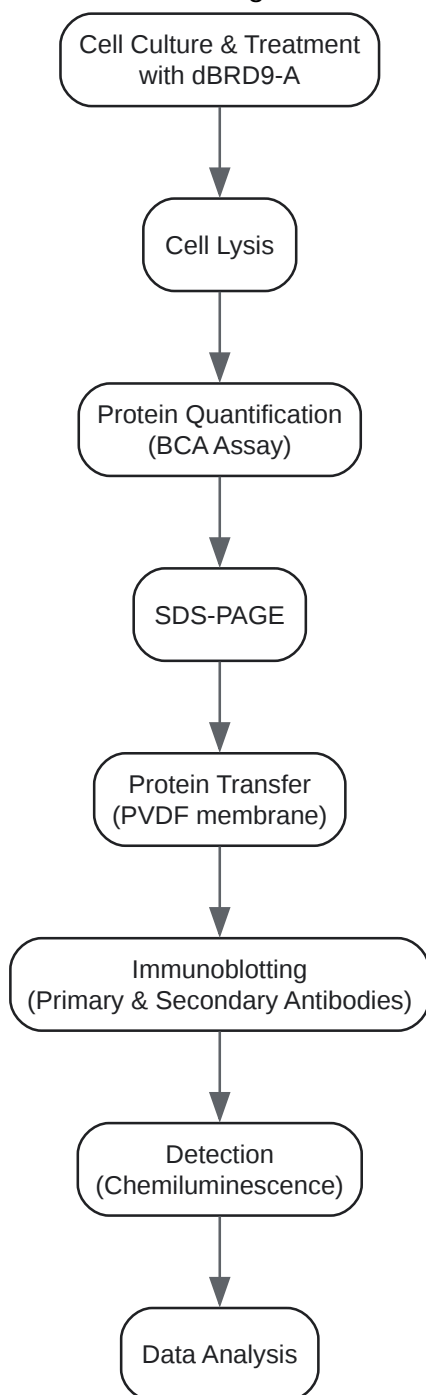 Cell Culture & Treatment
with dBRD9-A
Cell Lysis
Protein Quantification
(BCA Assay)
SDS-PAGE
Protein Transfer
(PVDF membrane)
Immunoblotting
(Primary & Secondary Antibodies)
Detection
(Chemiluminescence)
Data Analysis